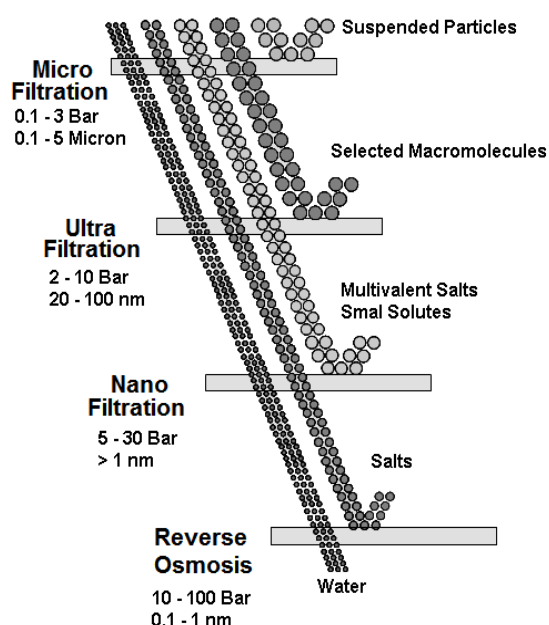 Suspended Particles
Micro
Filtration
0.1 - 3 Bar
0.1 - 5 Micron
Selected Macromolecules
Ultra
Filtration
2 - 10 Bar
20 - 100 nm
Multivalent Salts
Smal Solutes
Nano
Filtration
5 - 30 Bar
> 1 nm
Salts
Reverse
Osmosis
Water
10 - 100 Bar
0.1 - 1 nm